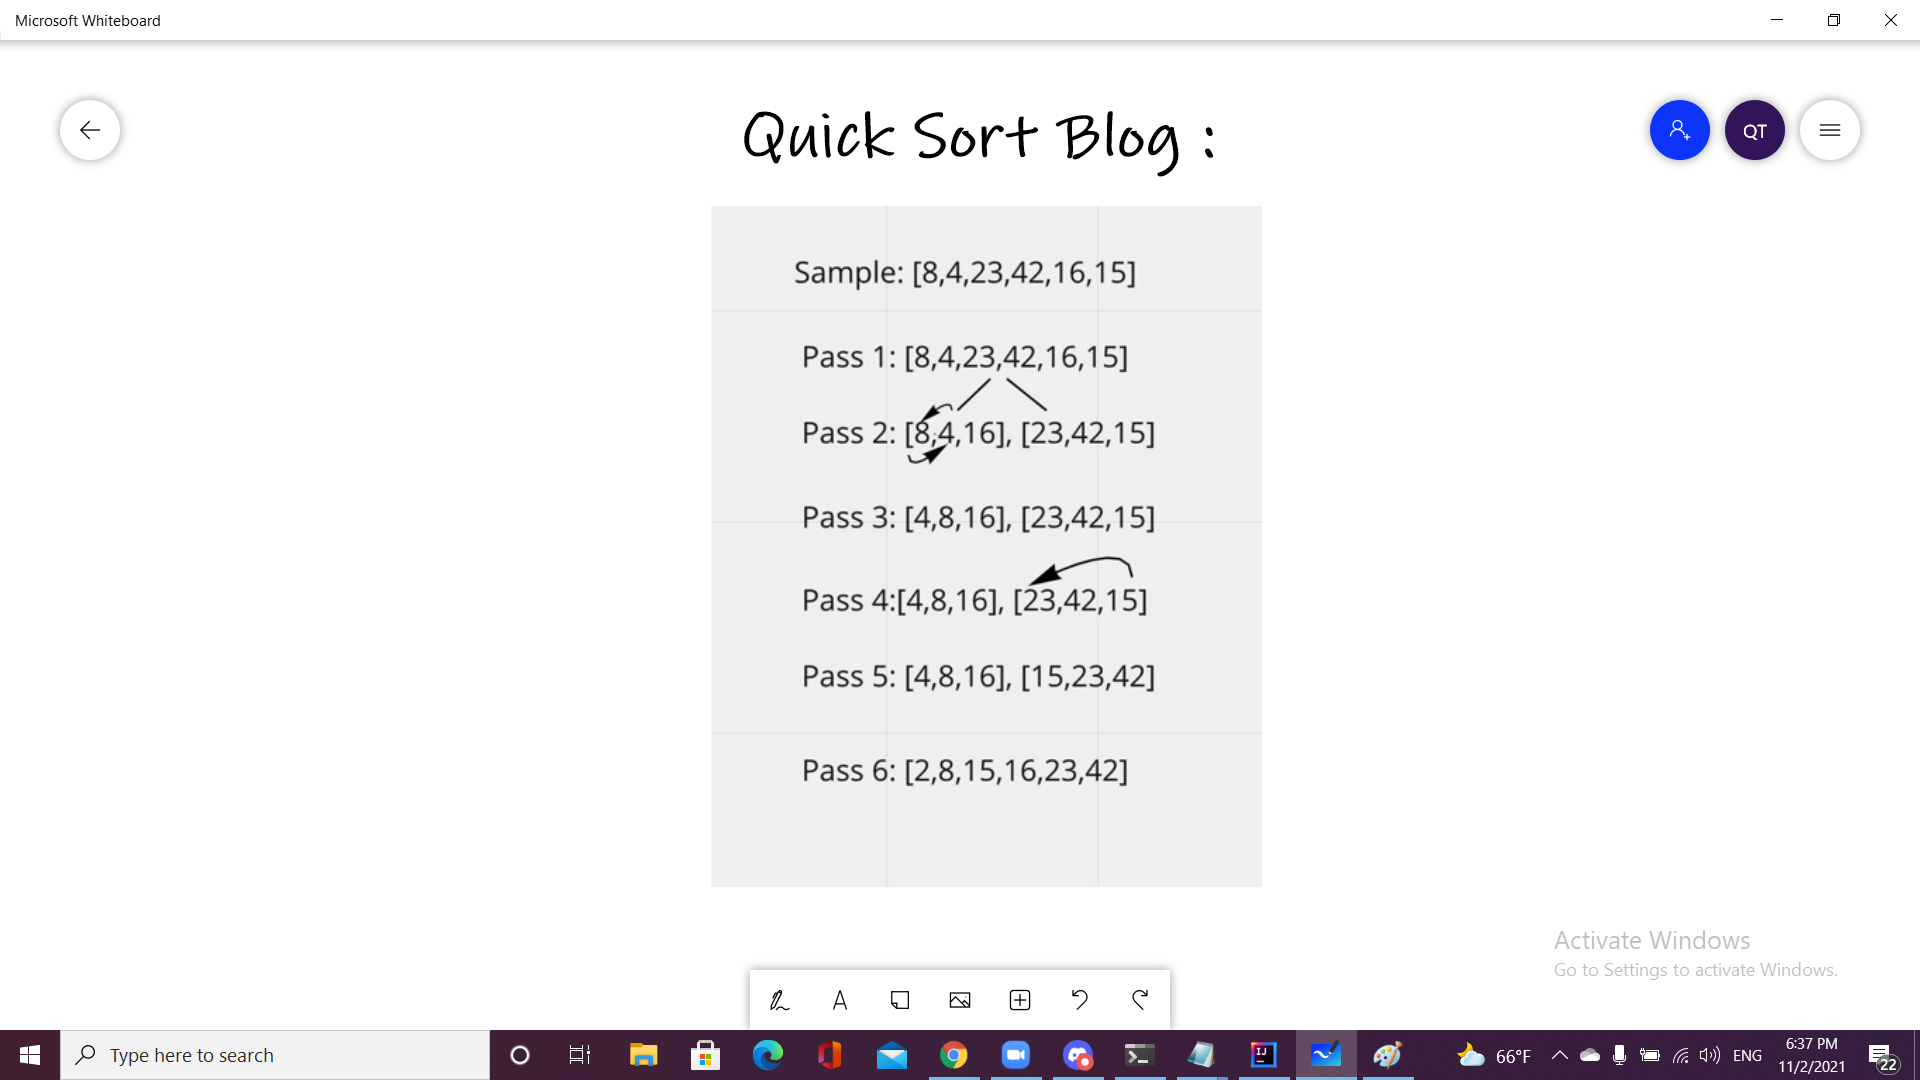 Microsoft Whiteboard
Quick Sort Blog :
QT
Sample: [8,4,23,42,16,15]
Pass 1: [8,4,23,42,16,15]
Pass 2: [8,4,16], [23,42,15]
Pass 3: [4,8,16], [23,42,15]
Pass 4:[4,8,16], [23,42,15]
Pass 5: [4,8,16], [15,23,42]
Pass 6: [2,8,15,16,23,42]
Activate Windows
Go to Settings to activate Windows.
A
Type here to search
IJ
66°F
ENG
6:37 PM
11/2/2021
22